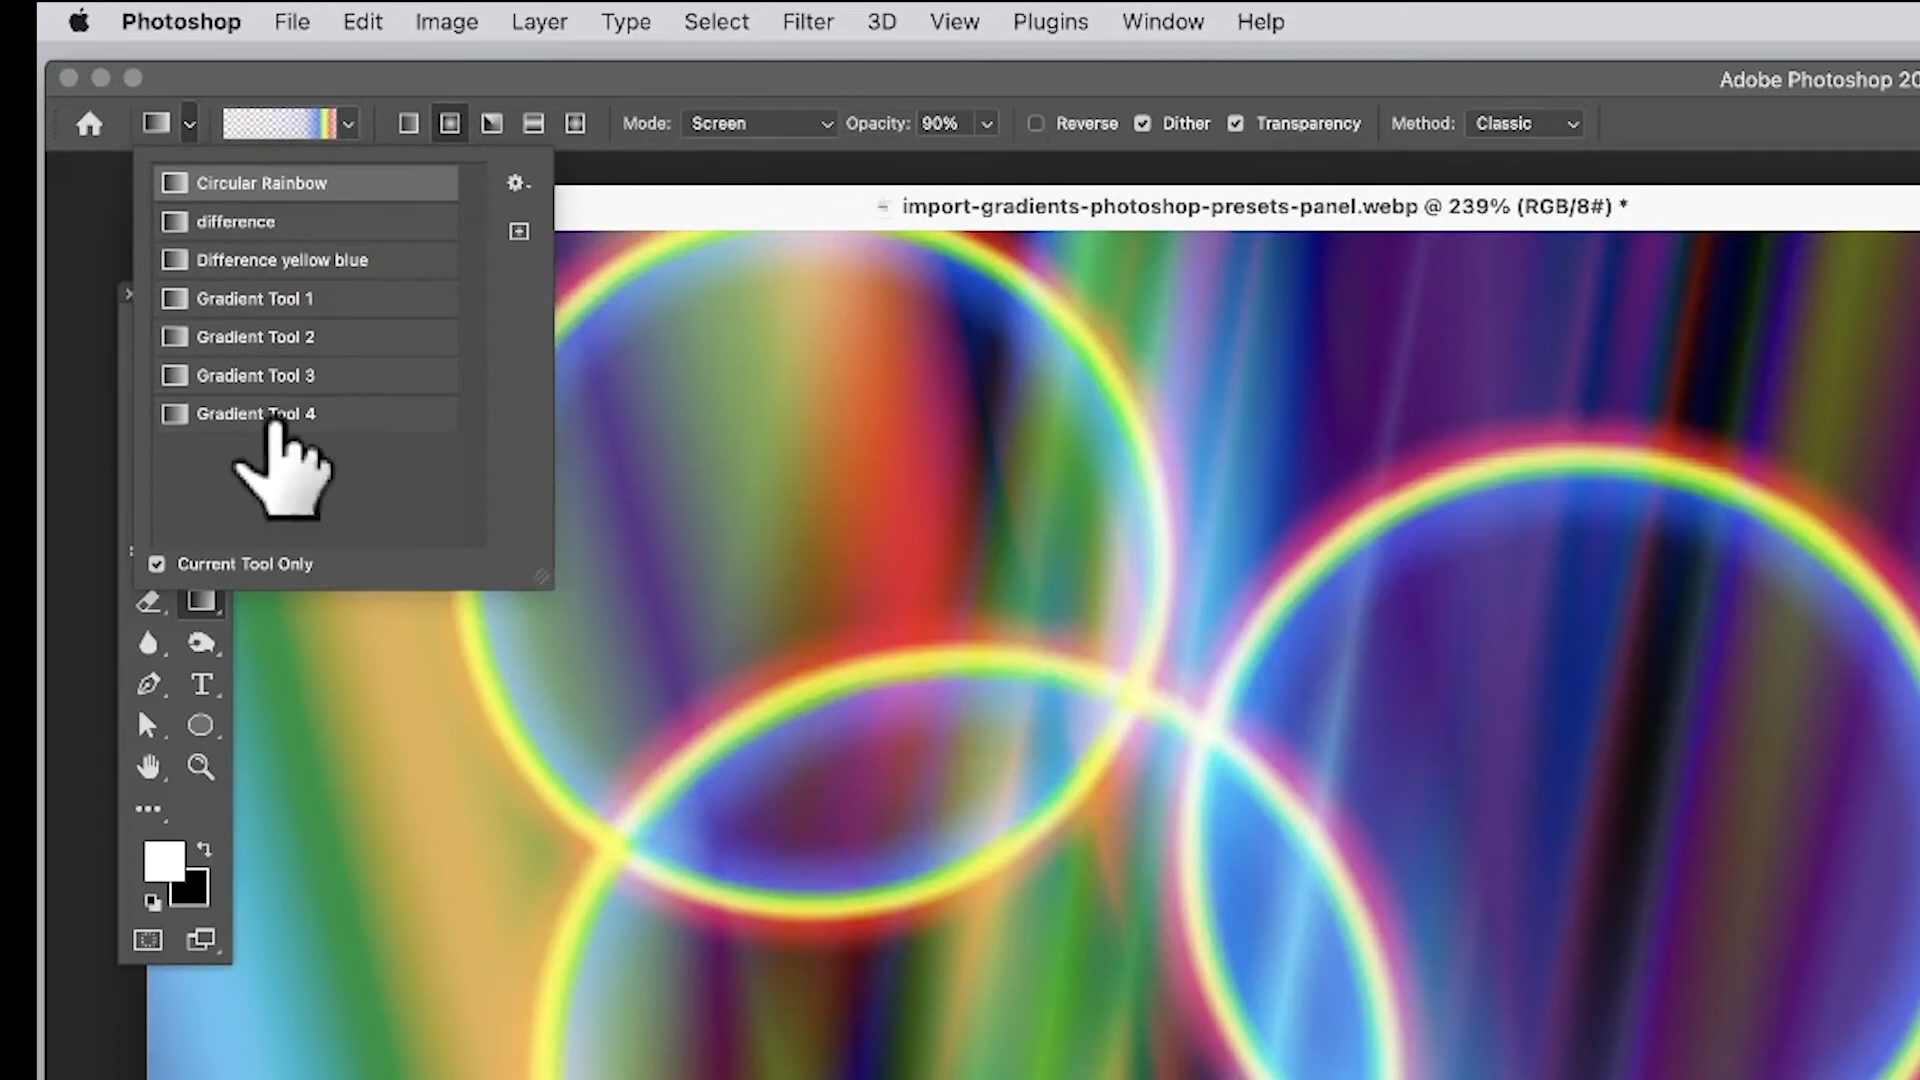 Photoshop File Edit Image Layer Type Select Filter 3D View Plugins Window Help
Adobe Photoshop 20
Mode: Screen Opacity: 90% Reverse Dither Transparency Method: Classic
import-gradients-photoshop-presets-panel.webp @ 239% (RGB/8#) *
Circular Rainbow
difference
Difference yellow blue
Gradient Tool 1
Gradient Tool 2
Gradient Tool 3
Gradient Tool 4
Current Tool Only